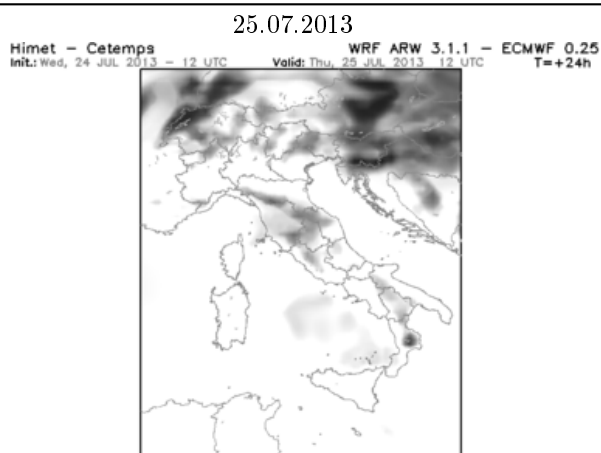 25.07.2013
Himet – Cetemps WRF ARW 3.1.1 – ECMWF 0.25
Init.: Wed, 24 JUL 2013 – 12 UTC Valid: Thu, 25 JUL 2013 12 UTC T=+24h